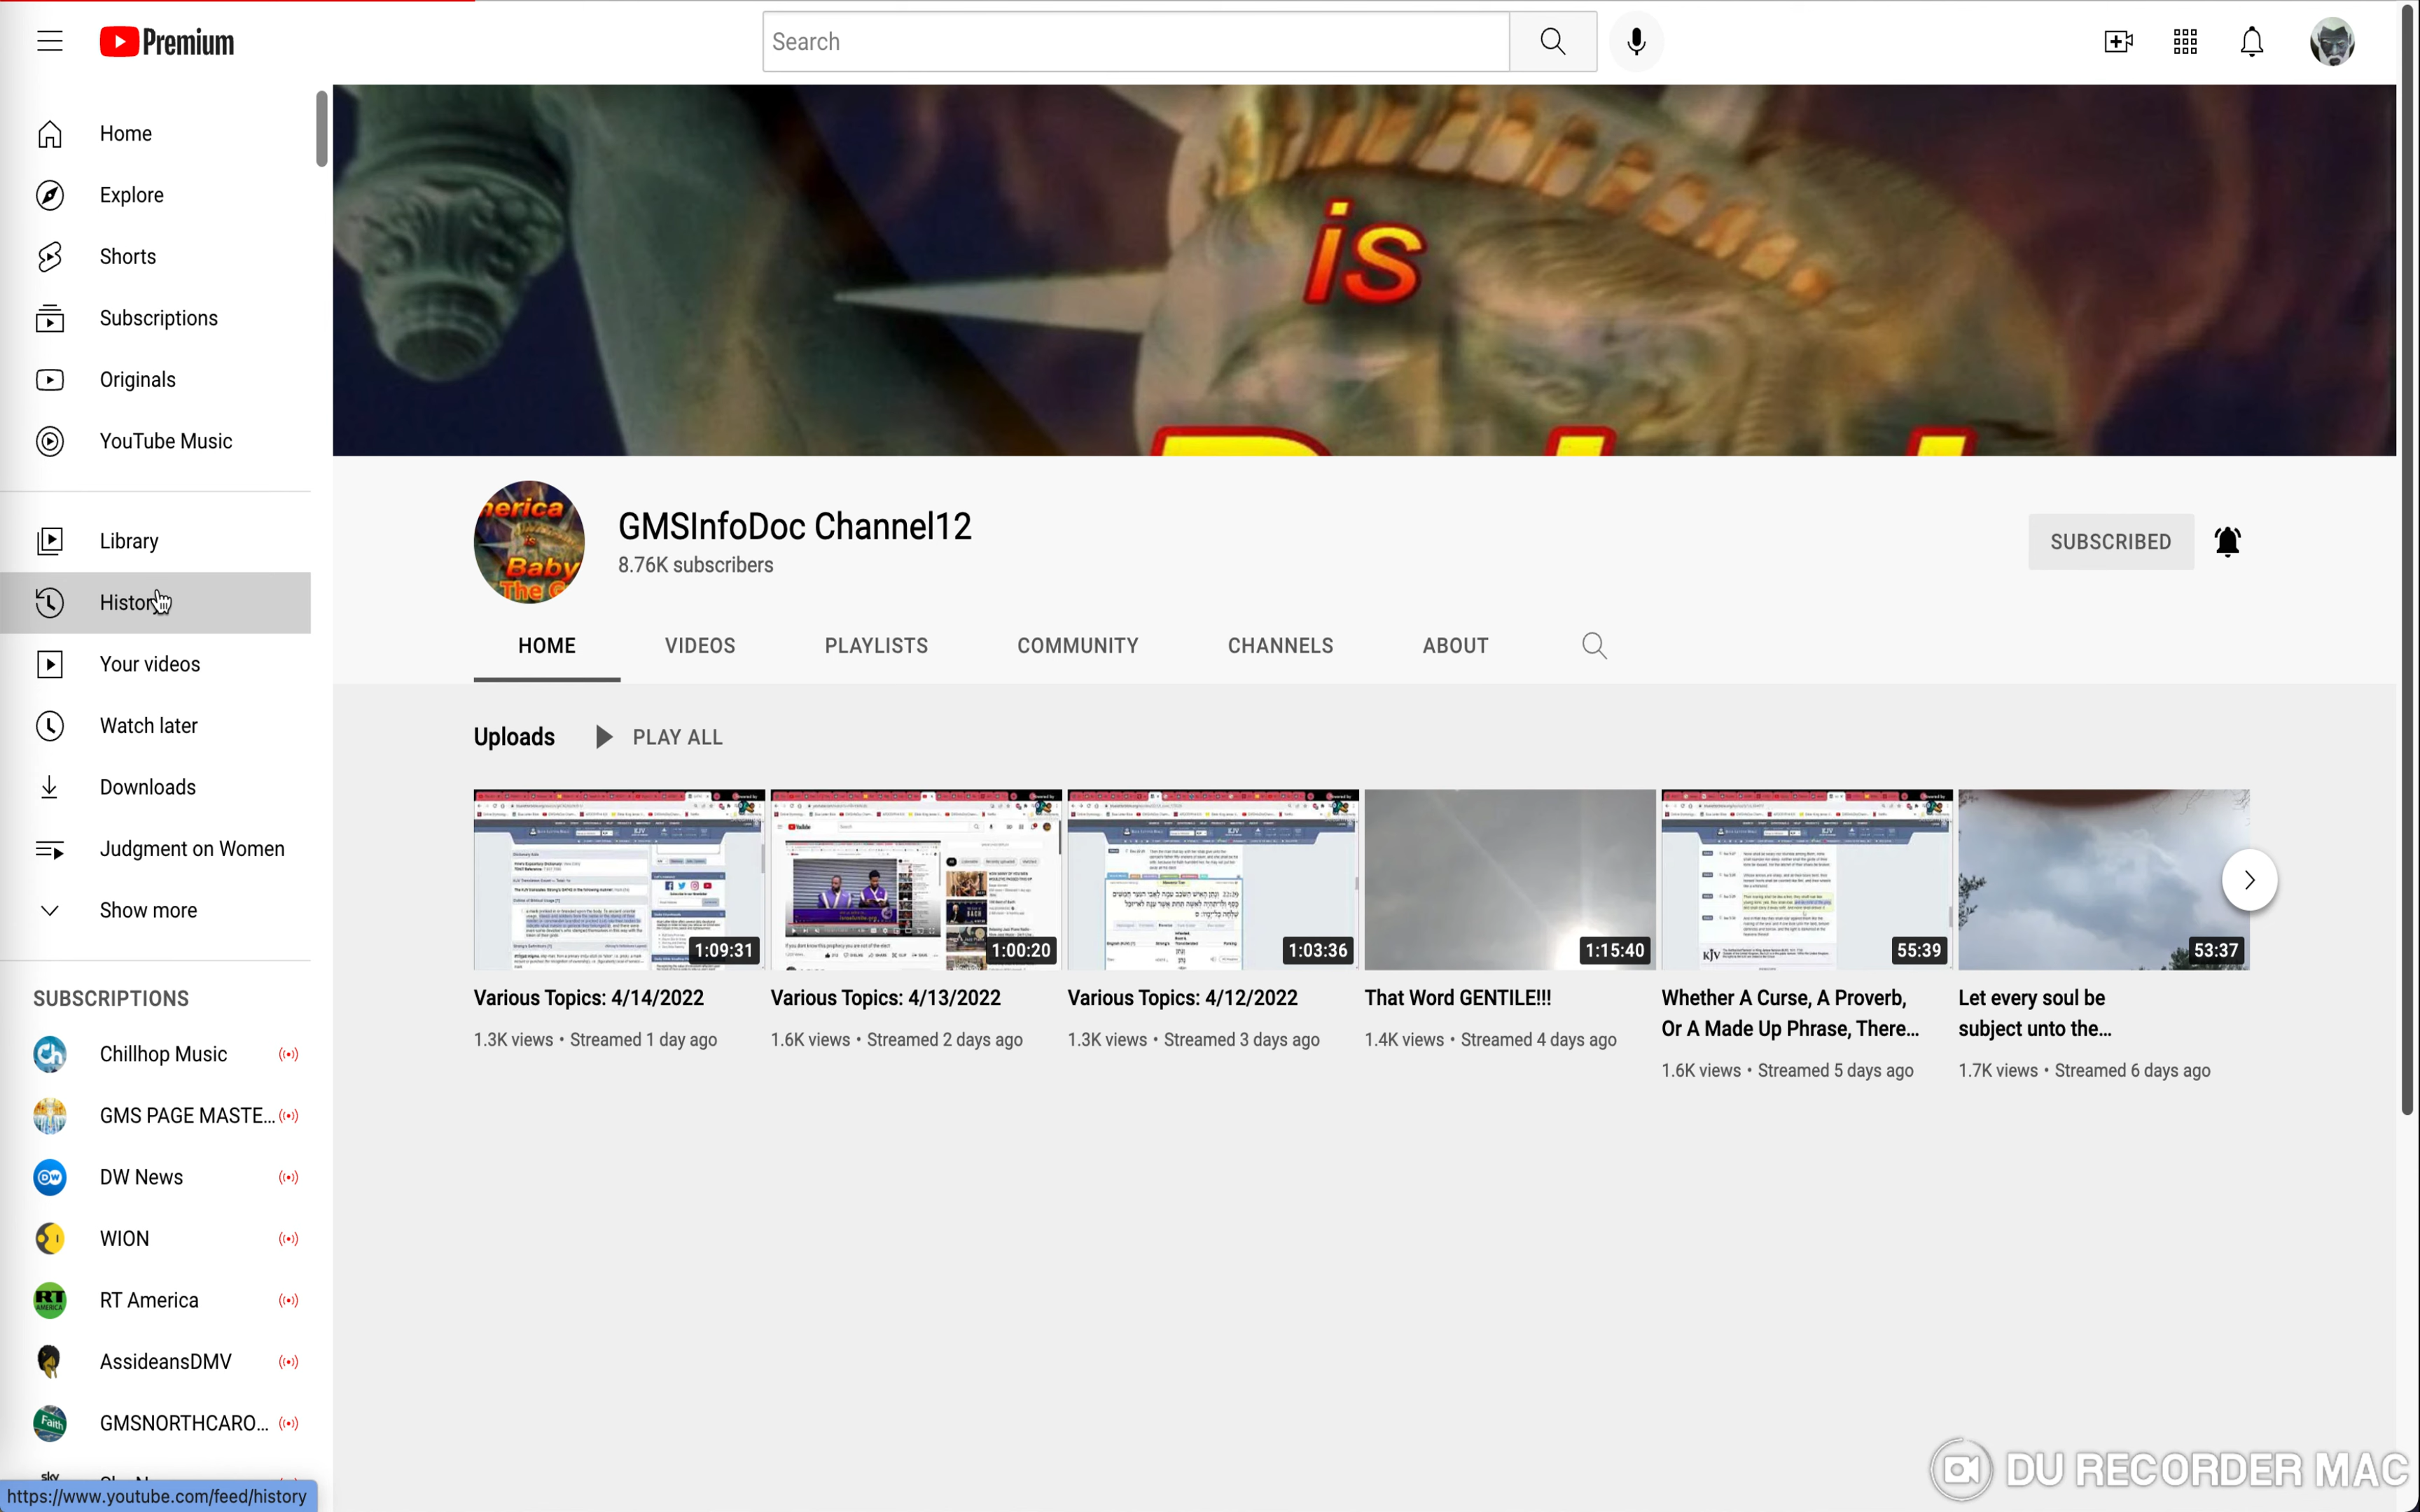 Premium
Search
Home
Explore
Shorts
Subscriptions
Originals
YouTube Music
Library
Histor
Your videos
Watch later
Downloads
Judgment on Women
Show more
SUBSCRIPTIONS
Chillhop Music
GMS PAGE MASTE...
DW News
WION
RT America
AssideansDMV
GMSNORTHCARO...
https://www.youtube.com/feed/history
is
GMSInfoDoc Channel12
8.76K subscribers
SUBSCRIBED
HOME
VIDEOS
PLAYLISTS
COMMUNITY
CHANNELS
ABOUT
Uploads
PLAY ALL
1:09:31
Various Topics: 4/14/2022
1.3K views • Streamed 1 day ago
1:00:20
Various Topics: 4/13/2022
1.6K views • Streamed 2 days ago
1:03:36
Various Topics: 4/12/2022
1.3K views • Streamed 3 days ago
1:15:40
That Word GENTILE!!!
1.4K views • Streamed 4 days ago
55:39
Whether A Curse, A Proverb,
Or A Made Up Phrase, There...
1.6K views • Streamed 5 days ago
53:37
Let every soul be
subject unto the...
1.7K views • Streamed 6 days ago
DU RECORDER MAC